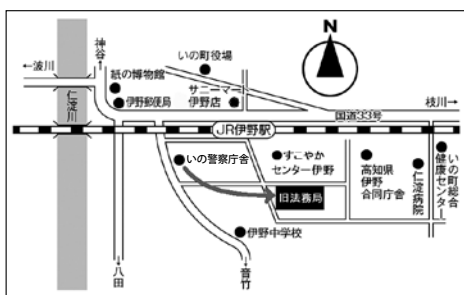 ←波川
神谷↑
いの町役場
N
紙の博物館
サニーマート
伊野店
伊野郵便局
枝川→
国道33号
仁淀川
JR伊野駅
いの警察庁舎
すこやか
センター伊野
高知県
伊野
合同庁舎
仁淀病院
いの町総合
健康センター
旧法務局
伊野中学校
↓八田
↓音竹